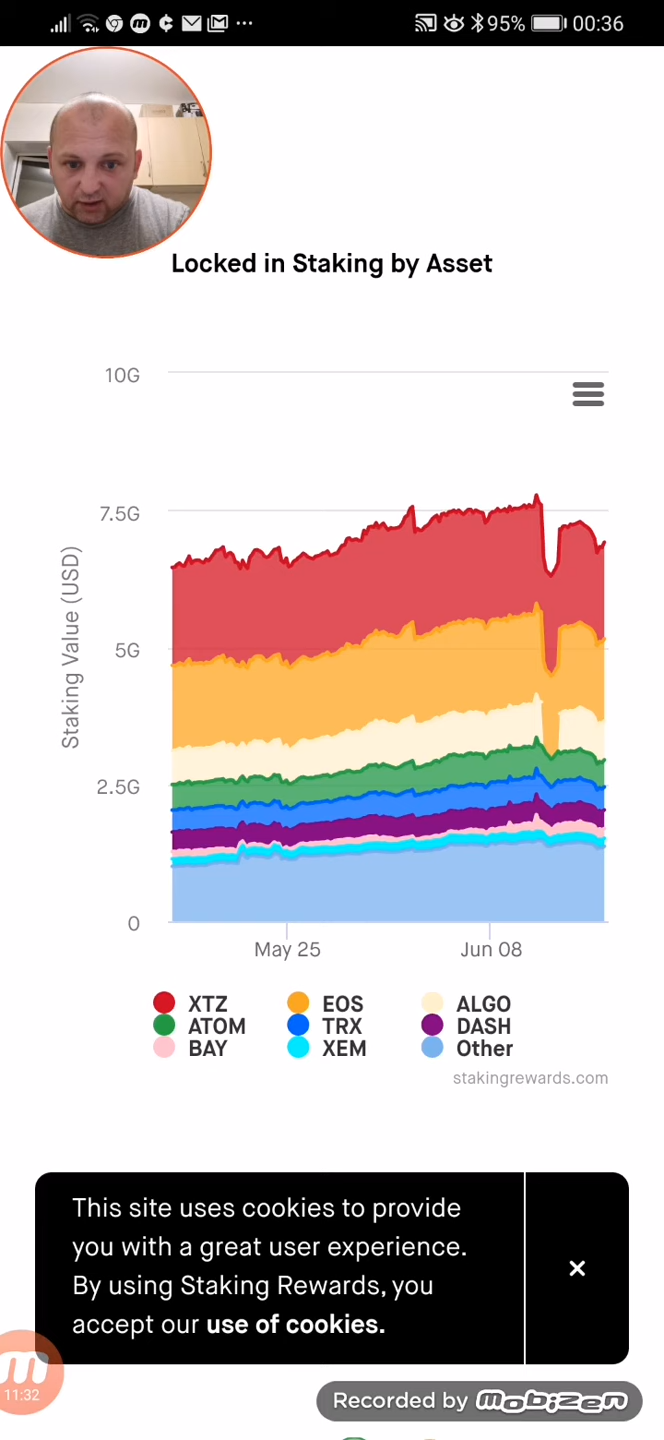 95% 00:36
Locked in Staking by Asset
10G
7.5G
5G
2.5G
0
Staking Value (USD)
May 25
Jun 08
XTZ EOS ALGO
ATOM TRX DASH
BAY XEM Other
stakingrewards.com
This site uses cookies to provide
you with a great user experience.
By using Staking Rewards, you
accept our use of cookies.
×
m
11:32
Recorded by mobizen